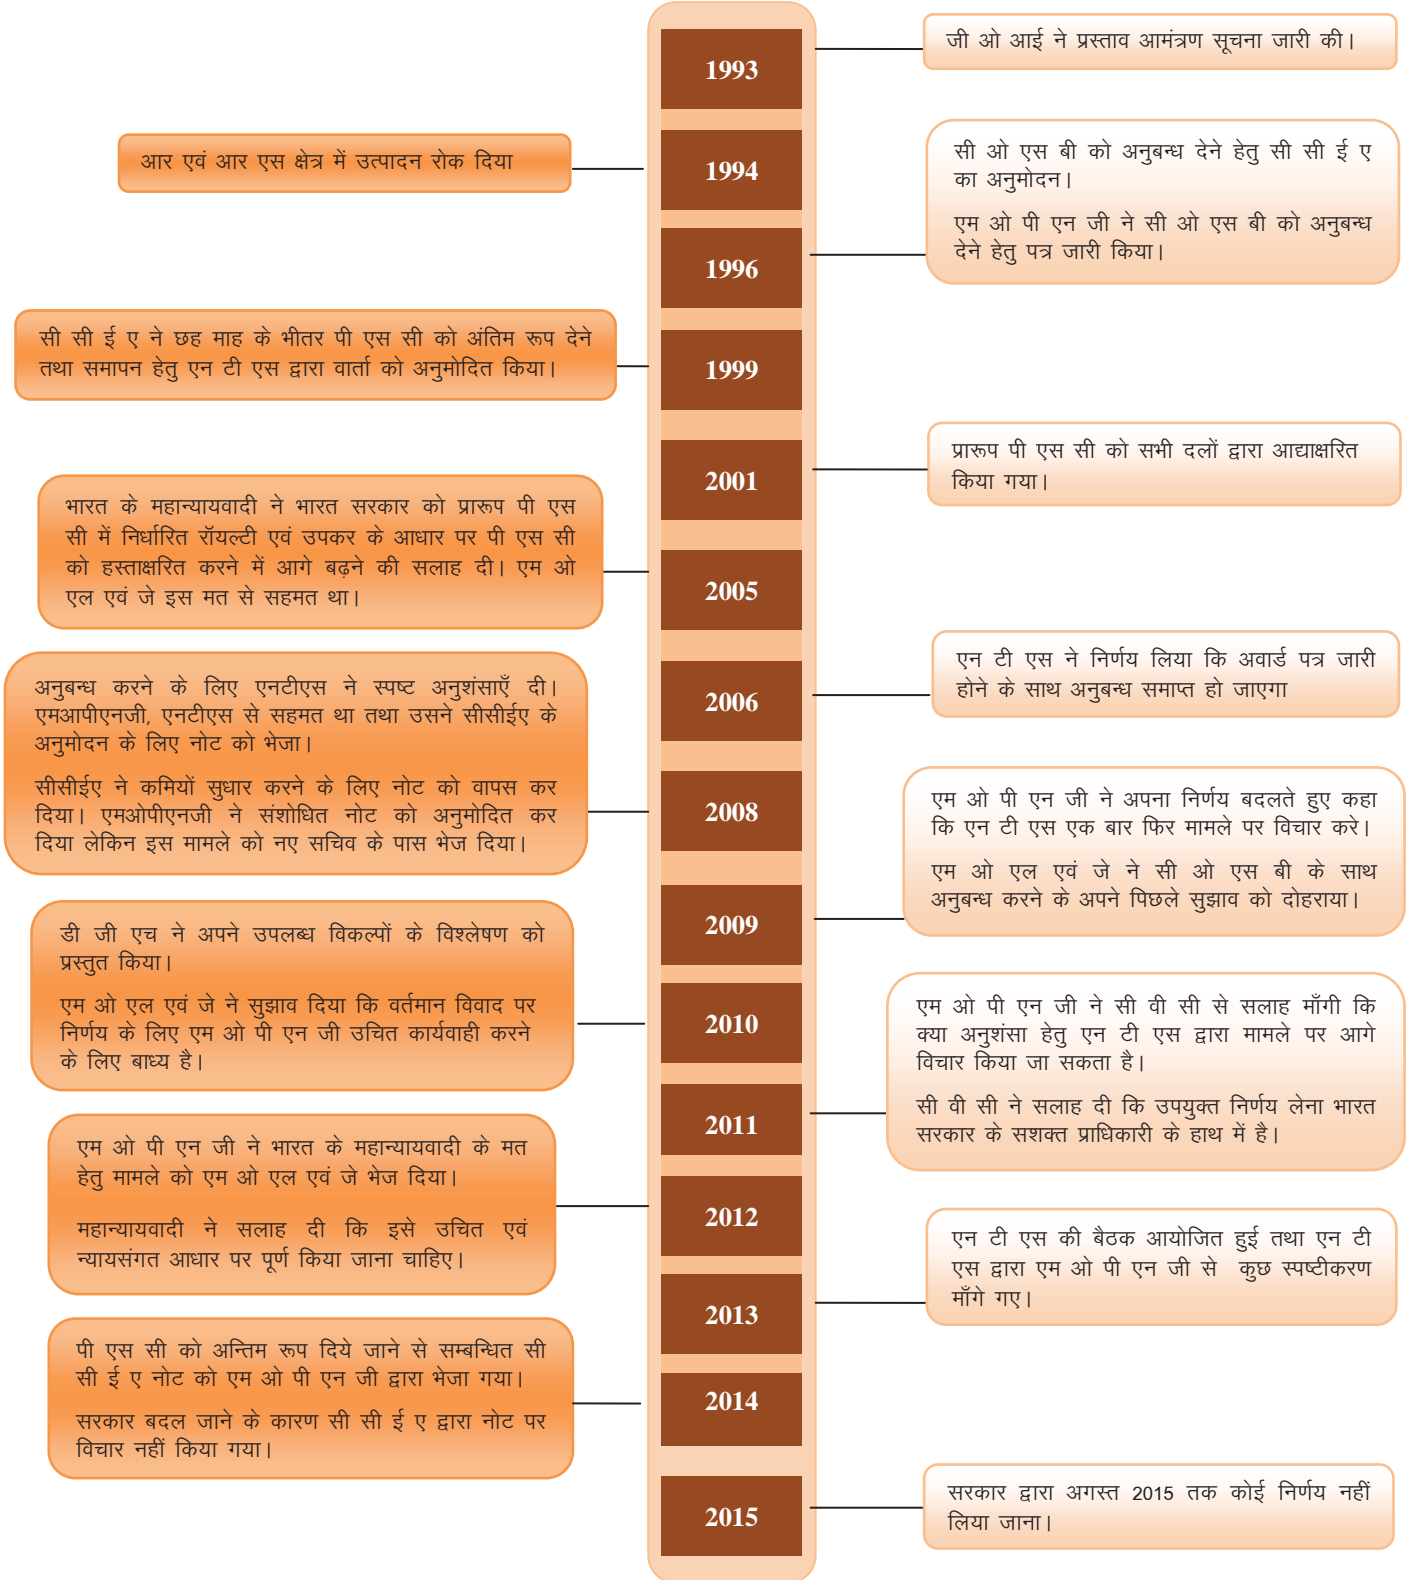 1993
जी ओ आई ने प्रस्ताव आमंत्रण सूचना जारी की।
1994
आर एवं आर एस क्षेत्र में उत्पादन रोक दिया
1996
सी ओ एस बी को अनुबन्ध देने हेतु सी सी ई ए
का अनुमोदन।
एम ओ पी एन जी ने सी ओ एस बी को अनुबन्ध
देने हेतु पत्र जारी किया।
1999
सी सी ई ए ने छह माह के भीतर पी एस सी को अंतिम रूप देने
तथा समापन हेतु एन टी एस द्वारा वार्ता को अनुमोदित किया।
2001
प्रारूप पी एस सी को सभी दलों द्वारा आद्याक्षरित
किया गया।
2005
भारत के महान्यायवादी ने भारत सरकार को प्रारूप पी एस
सी में निर्धारित रॉयल्टी एवं उपकर के आधार पर पी एस सी
को हस्ताक्षरित करने में आगे बढ़ने की सलाह दी। एम ओ
एल एवं जे इस मत से सहमत था।
2006
एन टी एस ने निर्णय लिया कि अवार्ड पत्र जारी
होने के साथ अनुबन्ध समाप्त हो जाएगा
2008
अनुबन्ध करने के लिए एनटीएस ने स्पष्ट अनुशंसाएँ दी।
एमआपीएनजी, एनटीएस से सहमत था तथा उसने सीसीईए के
अनुमोदन के लिए नोट को भेजा।
सीसीईए ने कमियों सुधार करने के लिए नोट को वापस कर
दिया। एमओपीएनजी ने संशोधित नोट को अनुमोदित कर
दिया लेकिन इस मामले को नए सचिव के पास भेज दिया।
2009
एम ओ पी एन जी ने अपना निर्णय बदलते हुए कहा
कि एन टी एस एक बार फिर मामले पर विचार करे।
एम ओ एल एवं जे ने सी ओ एस बी के साथ
अनुबन्ध करने के अपने पिछले सुझाव को दोहराया।
2010
डी जी एच ने अपने उपलब्ध विकल्पों के विश्लेषण को
प्रस्तुत किया।
एम ओ एल एवं जे ने सुझाव दिया कि वर्तमान विवाद पर
निर्णय के लिए एम ओ पी एन जी उचित कार्यवाही करने
के लिए बाध्य है।
2011
एम ओ पी एन जी ने सी वी सी से सलाह माँगी कि
क्या अनुशंसा हेतु एन टी एस द्वारा मामले पर आगे
विचार किया जा सकता है।
सी वी सी ने सलाह दी कि उपयुक्त निर्णय लेना भारत
सरकार के सशक्त प्राधिकारी के हाथ में है।
2012
एम ओ पी एन जी ने भारत के महान्यायवादी के मत
हेतु मामले को एम ओ एल एवं जे भेज दिया।
महान्यायवादी ने सलाह दी कि इसे उचित एवं
न्यायसंगत आधार पर पूर्ण किया जाना चाहिए।
2013
एन टी एस की बैठक आयोजित हुई तथा एन टी
एस द्वारा एम ओ पी एन जी से कुछ स्पष्टीकरण
माँगे गए।
2014
पी एस सी को अन्तिम रूप दिये जाने से सम्बन्धित सी
सी ई ए नोट को एम ओ पी एन जी द्वारा भेजा गया।
सरकार बदल जाने के कारण सी सी ई ए द्वारा नोट पर
विचार नहीं किया गया।
2015
सरकार द्वारा अगस्त 2015 तक कोई निर्णय नहीं
लिया जाना।